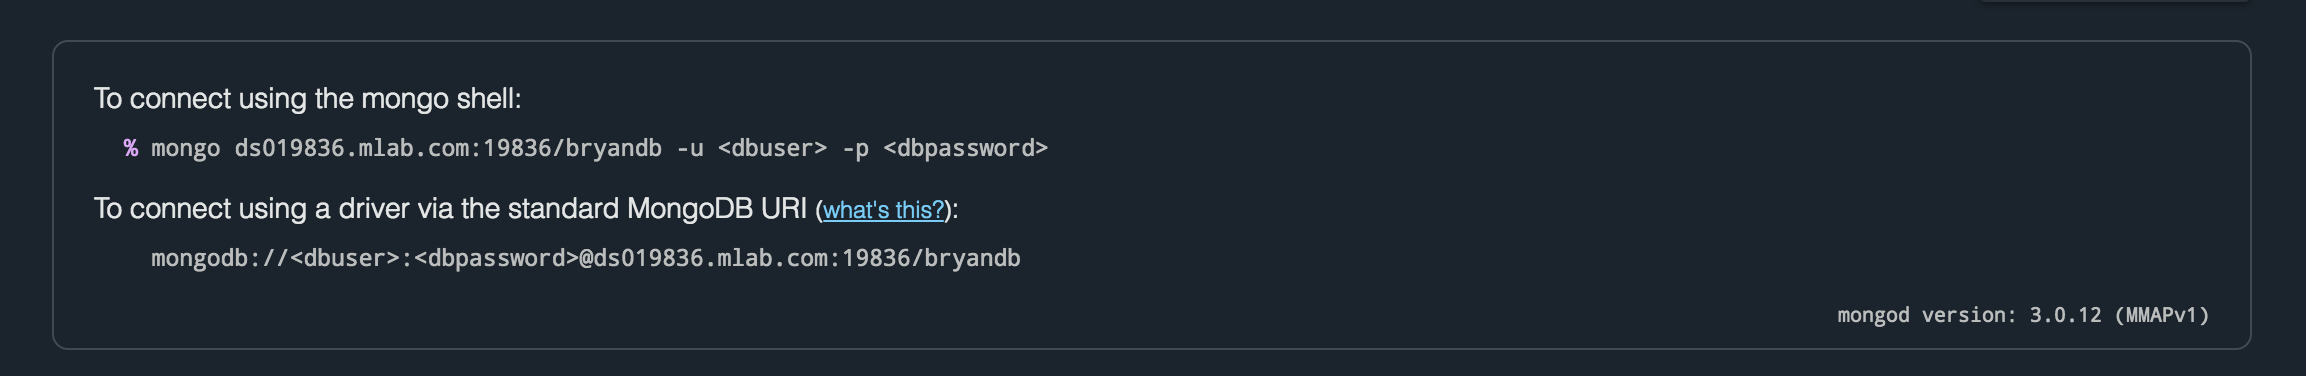 To connect using the mongo shell:
% mongo ds019836.mlab.com:19836/bryandb -u <dbuser> -p <dbpassword>
To connect using a driver via the standard MongoDB URI (what's this?):
mongodb://<dbuser>:<dbpassword>@ds019836.mlab.com:19836/bryandb
mongod version: 3.0.12 (MMAPv1)